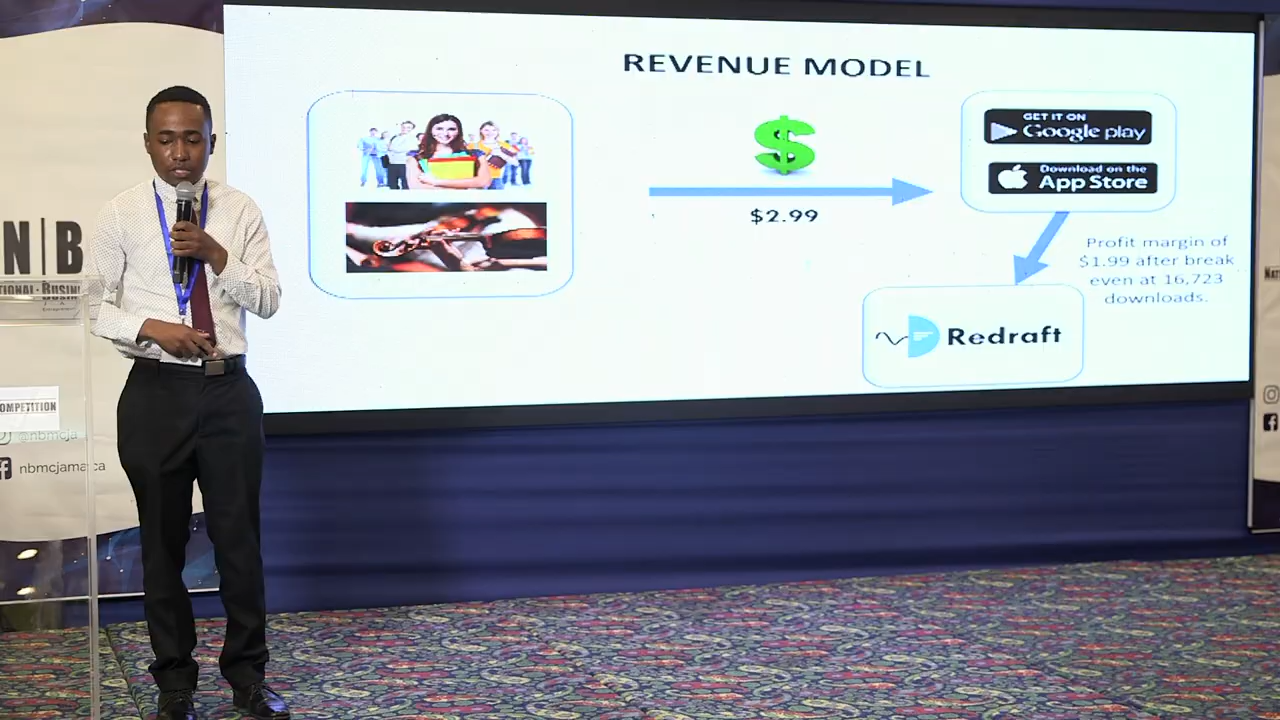 REVENUE MODEL
GET IT ON
Google play
Download on the
App Store
$
$2.99
Profit margin of
$1.99 after break
even at 16,723
downloads.
Redraft
N|B
COMPETITION
@nbmcja
nbmcjamaica